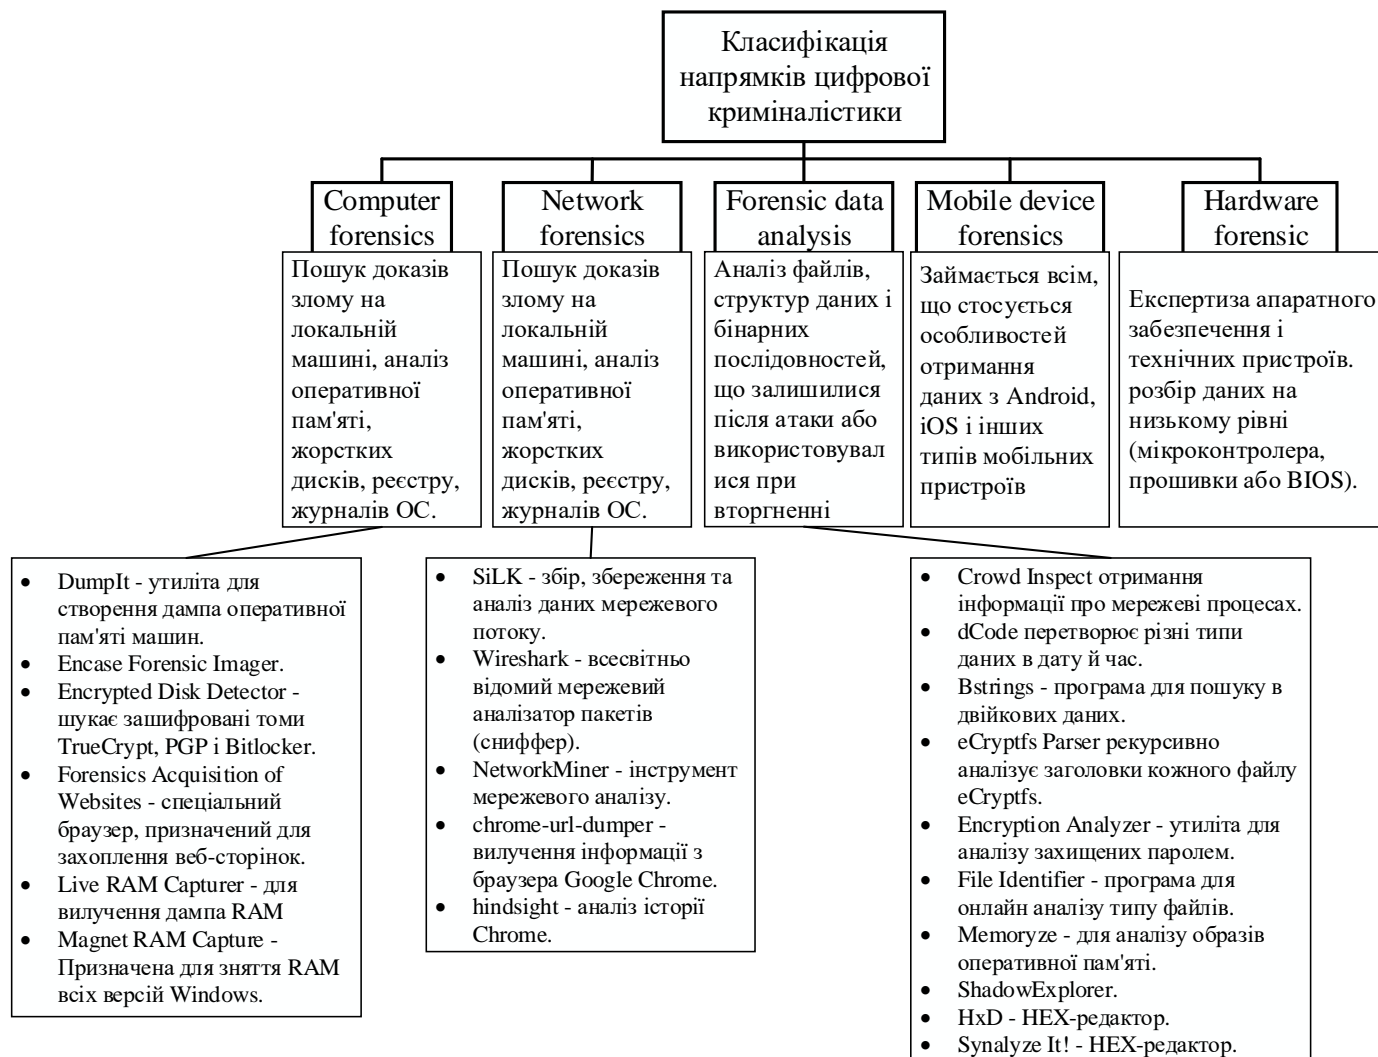 Класифікація
напрямків цифрової
криміналістики
Computer
forensics
Пошук доказів
злому на
локальній
машині, аналіз
оперативної
пам'яті,
жорстких
дисків, реєстру,
журналів ОС.
Network
forensics
Пошук доказів
злому на
локальній
машині, аналіз
оперативної
пам'яті,
жорстких
дисків, реєстру,
журналів ОС.
Forensic data
analysis
Аналіз файлів,
структур даних і
бінарних
послідовностей,
що залишилися
після атаки або
використовувал
ися при
вторгненні
Mobile device
forensics
Займається всім,
що стосується
особливостей
отримання
даних з Android,
iOS і інших
типів мобільних
пристроїв
Hardware
forensic
Експертиза апаратного
забезпечення і
технічних пристроїв.
розбір даних на
низькому рівні
(мікроконтролера,
прошивки або BIOS).
• DumpIt - утиліта для
створення дампа оперативної
пам'яті машин.
• Encase Forensic Imager.
• Encrypted Disk Detector -
шукає зашифровані томи
TrueCrypt, PGP і Bitlocker.
• Forensics Acquisition of
Websites - спеціальний
браузер, призначений для
захоплення веб-сторінок.
• Live RAM Capturer - для
вилучення дампа RAM
• Magnet RAM Capture -
Призначена для зняття RAM
всіх версій Windows.
• SiLK - збір, збереження та
аналіз даних мережевого
потоку.
• Wireshark - всесвітньо
відомий мережевий
аналізатор пакетів
(сниффер).
• NetworkMiner - інструмент
мережевого аналізу.
• chrome-url-dumper -
вилучення інформації з
браузера Google Chrome.
• hindsight - аналіз історії
Chrome.
• Crowd Inspect отримання
інформації про мережеві процесах.
• dCode перетворює різні типи
даних в дату й час.
• Bstrings - програма для пошуку в
двійкових даних.
• eCryptfs Parser рекурсивно
аналізує заголовки кожного файлу
eCryptfs.
• Encryption Analyzer - утиліта для
аналізу захищених паролем.
• File Identifier - програма для
онлайн аналізу типу файлів.
• Memoryze - для аналізу образів
оперативної пам'яті.
• ShadowExplorer.
• HxD - HEX-редактор.
• Synalyze It! - HEX-редактор.